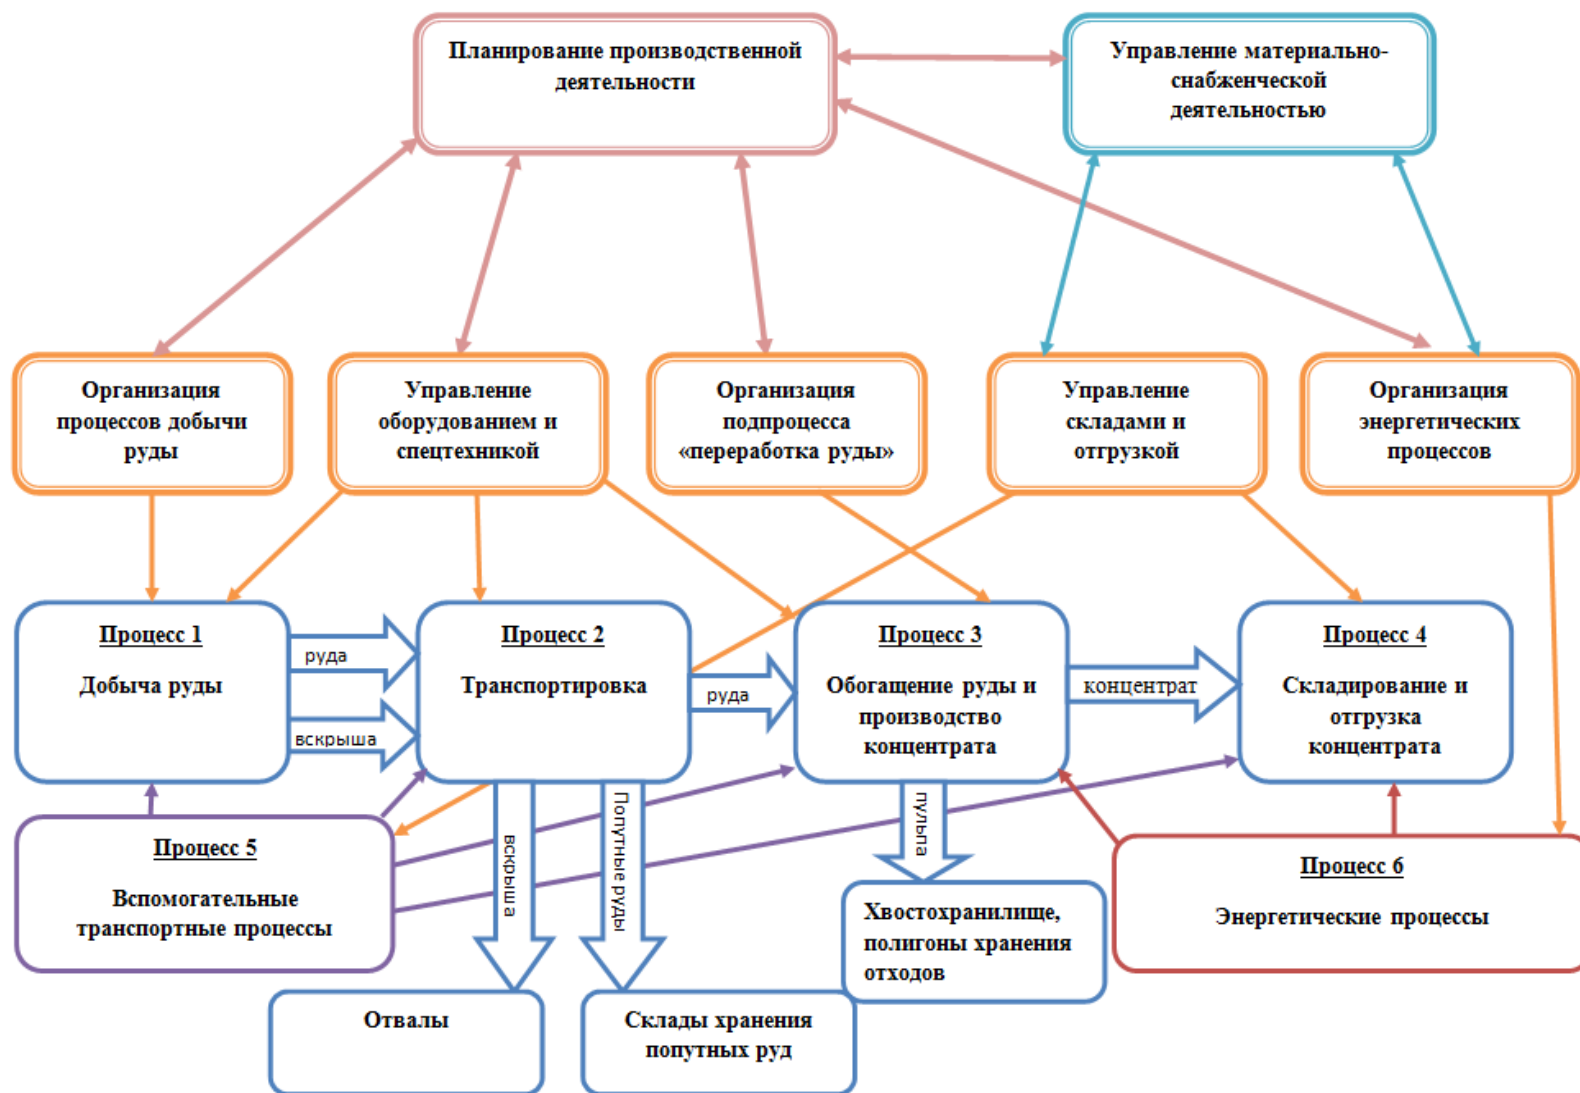 Планирование производственной
деятельности
Управление материально-
снабженческой
деятельностью
Организация
процессов добычи
руды
Управление
оборудованием и
спецтехникой
Организация
подпроцесса
«переработка руды»
Управление
складами и
отгрузкой
Организация
энергетических
процессов
Процесс 1
Добыча руды
руда
вскрыша
Процесс 2
Транспортировка
руда
Процесс 3
Обогащение руды и
производство
концентрата
концентрат
Процесс 4
Складирование и
отгрузка
концентрата
Процесс 5
Вспомогательные
транспортные процессы
вскрыша
Попутные руды
пульпа
Процесс 6
Энергетические процессы
Хвостохранилище,
полигоны хранения
отходов
Отвалы
Склады хранения
попутных руд